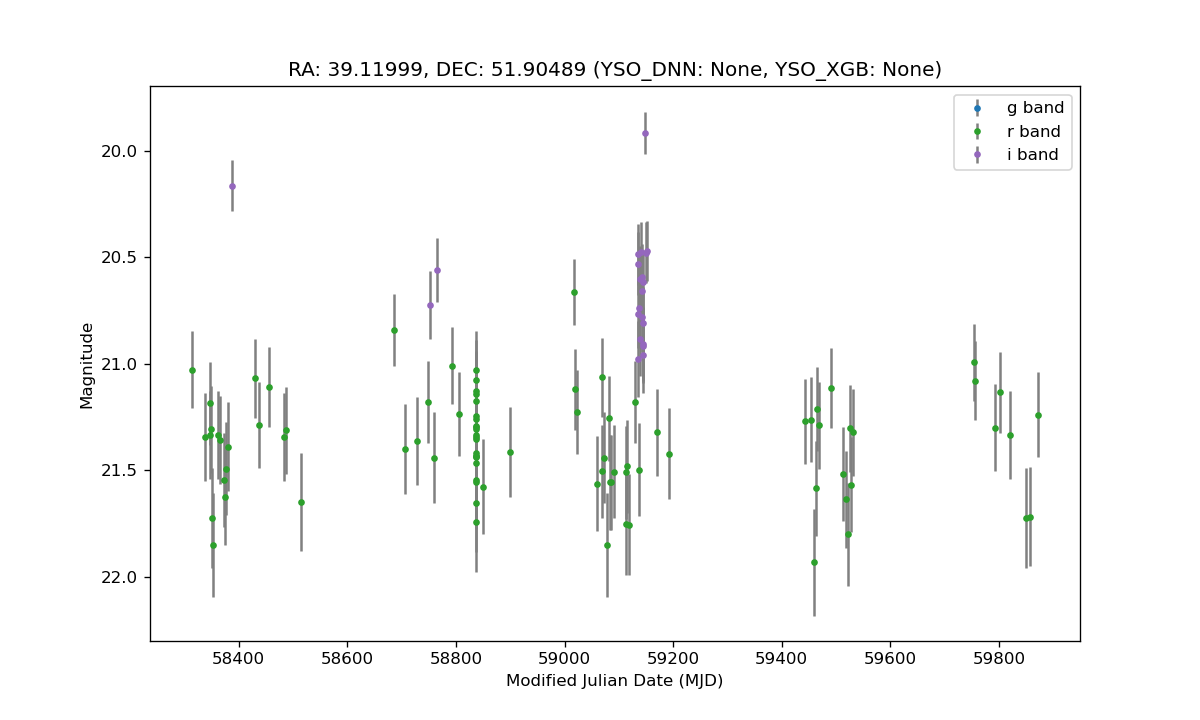 RA: 39.11999, DEC: 51.90489 (YSO_DNN: None, YSO_XGB: None)
g band
r band
i band
20.0
20.5
21.0
21.5
22.0
Magnitude
58400 58600 58800 59000 59200 59400 59600 59800
Modified Julian Date (MJD)